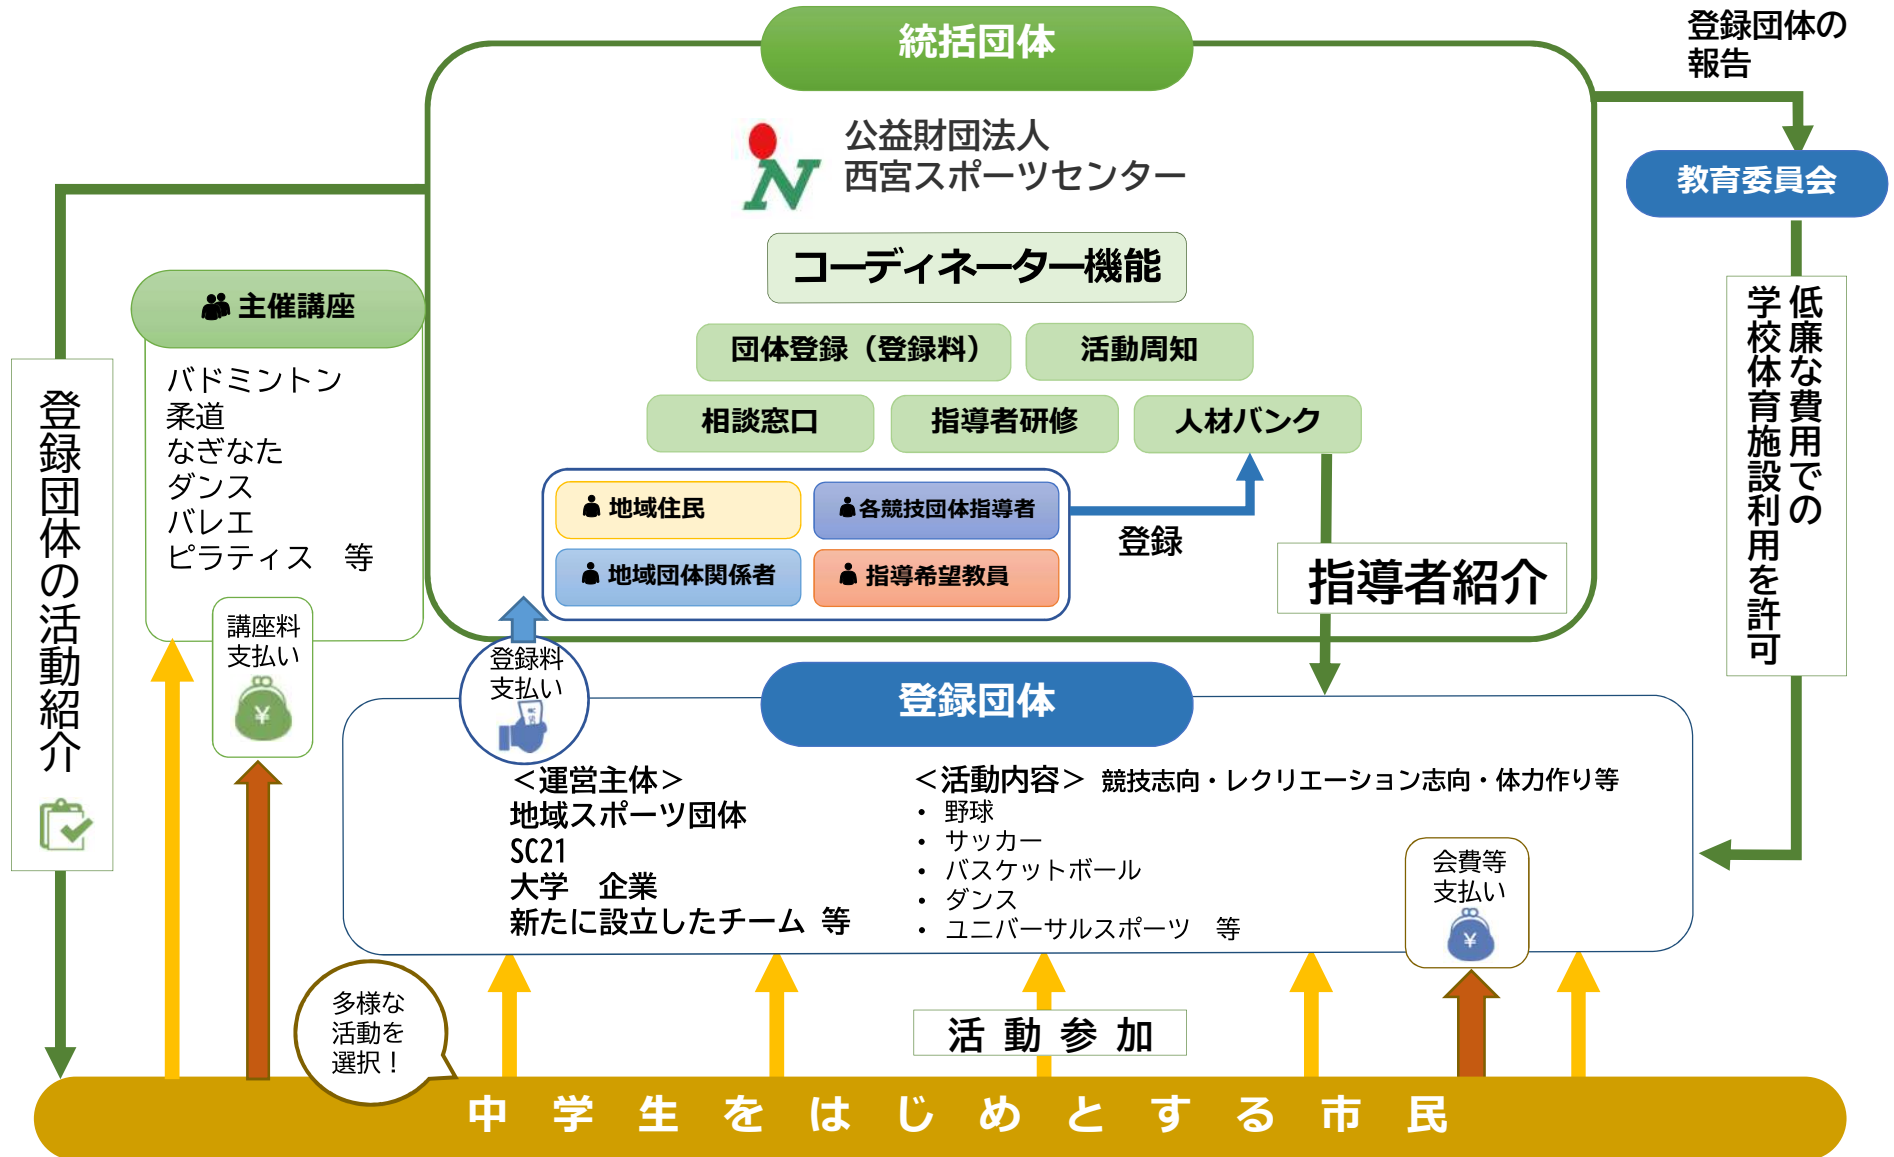 統括団体
登録団体の
報告
公益財団法人
西宮スポーツセンター
教育委員会
コーディネーター機能
団体登録（登録料）
活動周知
相談窓口
指導者研修
人材バンク
地域住民
各競技団体指導者
地域団体関係者
指導希望教員
登録
指導者紹介
低廉な費用での
学校体育施設利用を許可
主催講座
バドミントン
柔道
なぎなた
ダンス
バレエ
ピラティス　等
講座料
支払い
¥
登録団体の活動紹介
登録料
支払い
登録団体
＜運営主体＞
地域スポーツ団体
SC21
大学　企業
新たに設立したチーム 等
＜活動内容＞ 競技志向・レクリエーション志向・体力作り等
• 野球
• サッカー
• バスケットボール
• ダンス
• ユニバーサルスポーツ　等
会費等
支払い
¥
多様な
活動を
選択！
活動参加
中学生をはじめとする市民